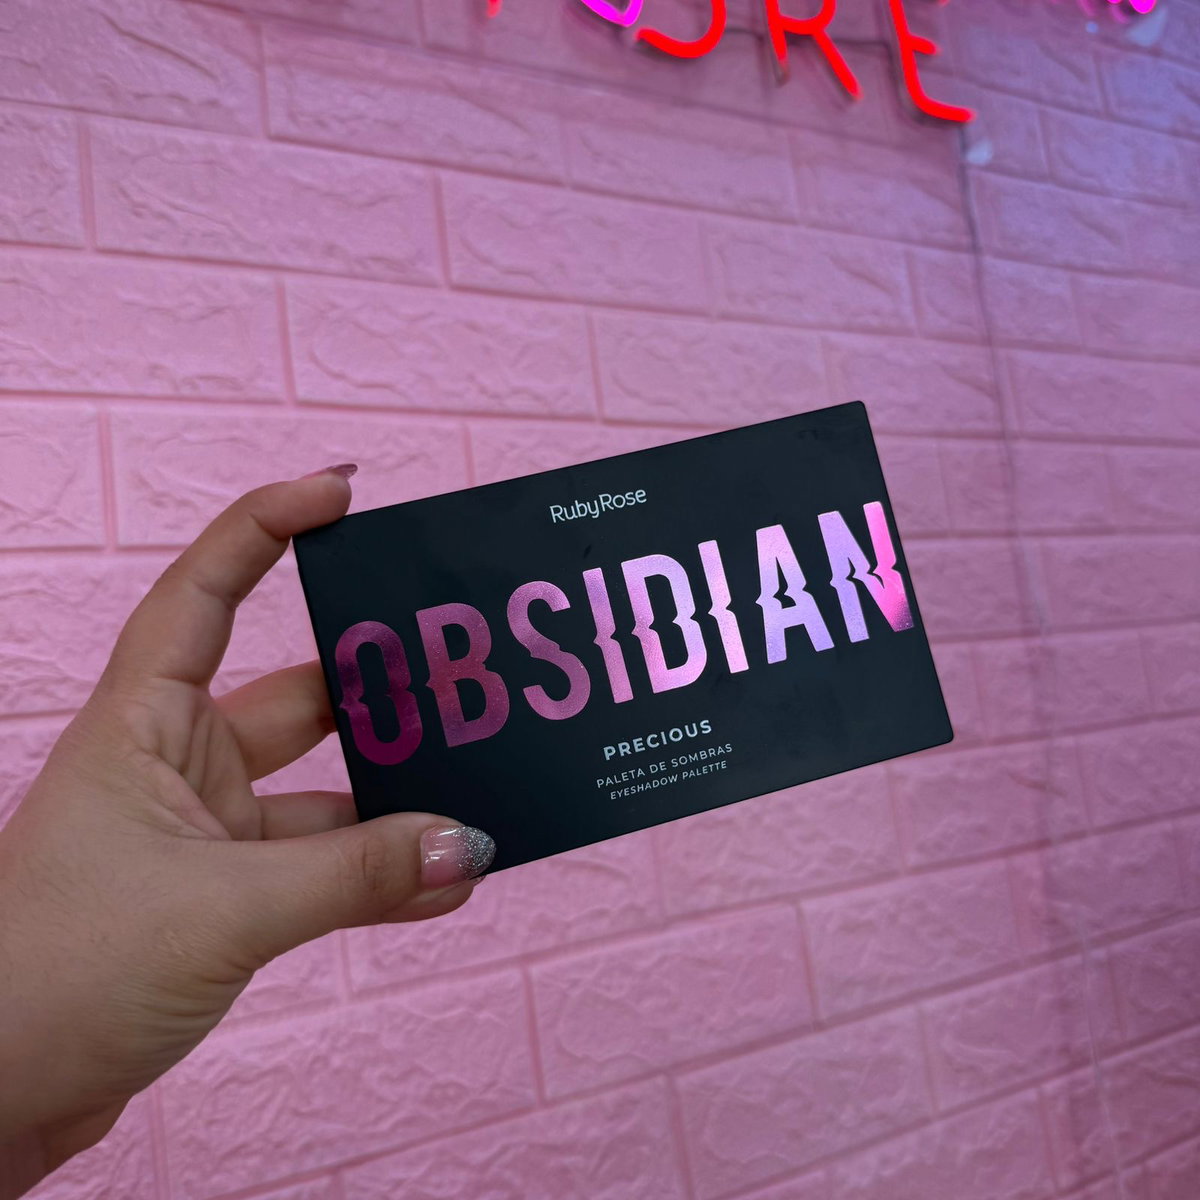 RubyRose
OBSIDIAN
PRECIOUS
PALETA DE SOMBRAS
EYESHADOW PALETTE